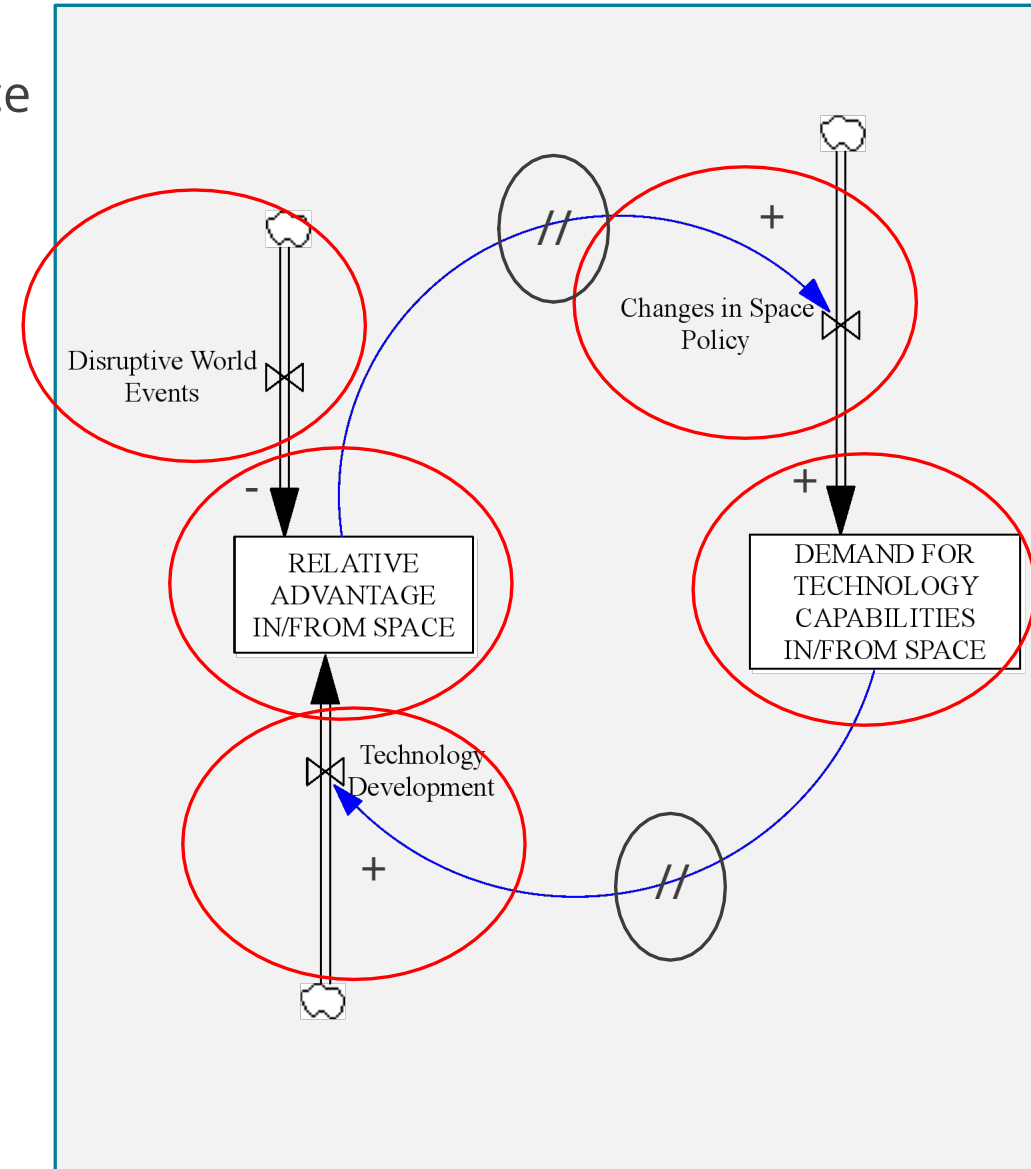 ce
//
+
Changes in Space
Policy
Disruptive World
Events
-
+
RELATIVE
ADVANTAGE
IN/FROM SPACE
DEMAND FOR
TECHNOLOGY
CAPABILITIES
IN/FROM SPACE
Technology
Development
+
//